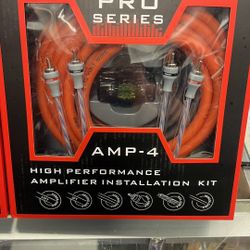 PRO
SERIES
AMP-4
HIGH PERFORMANCE
AMPLIFIER INSTALLATION KIT